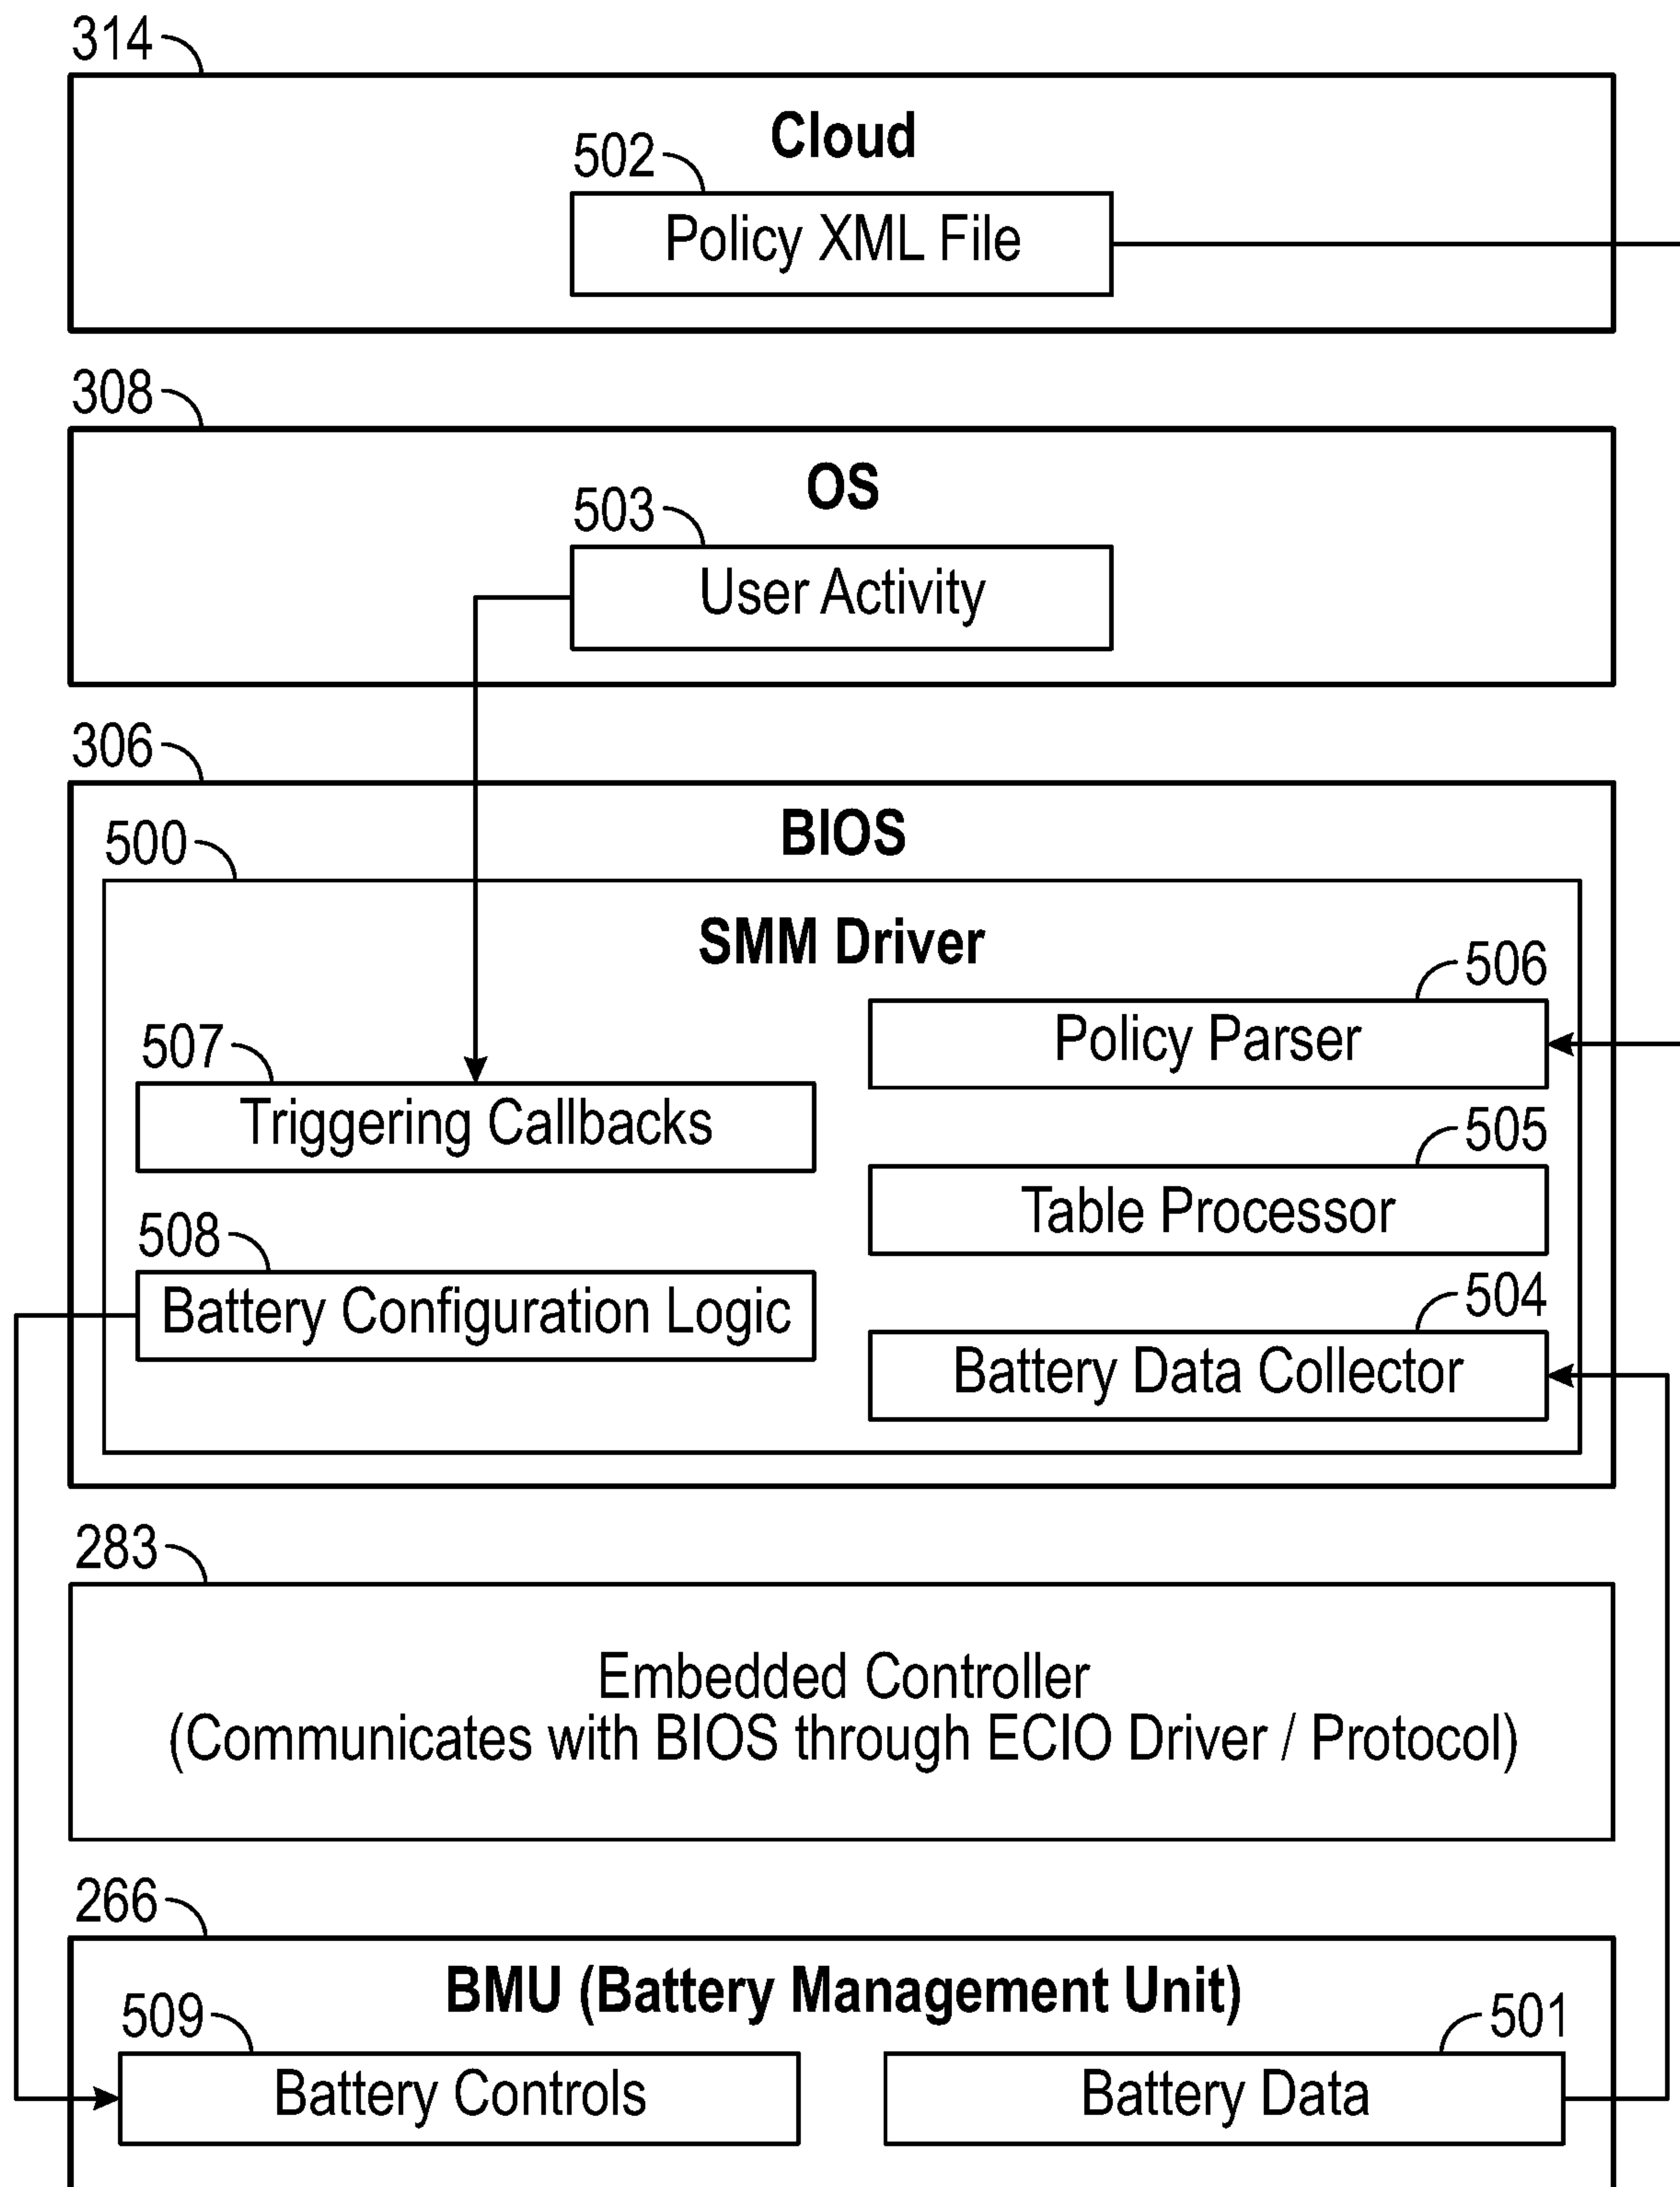 314
Cloud
502
Policy XML File
308
OS
503
User Activity
306
BIOS
500
SMM Driver
506
Policy Parser
507
Triggering Callbacks
505
Table Processor
508
Battery Configuration Logic
504
Battery Data Collector
283
Embedded Controller
(Communicates with BIOS through ECIO Driver / Protocol)
266
BMU (Battery Management Unit)
509
Battery Controls
501
Battery Data